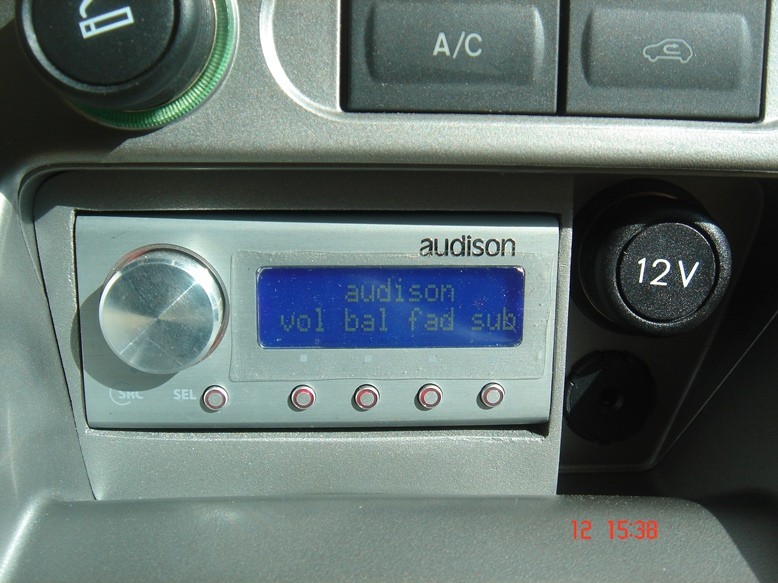 A/C
audison
audison
vol bal fad sub
12V
SRC
SEL
12 15:38